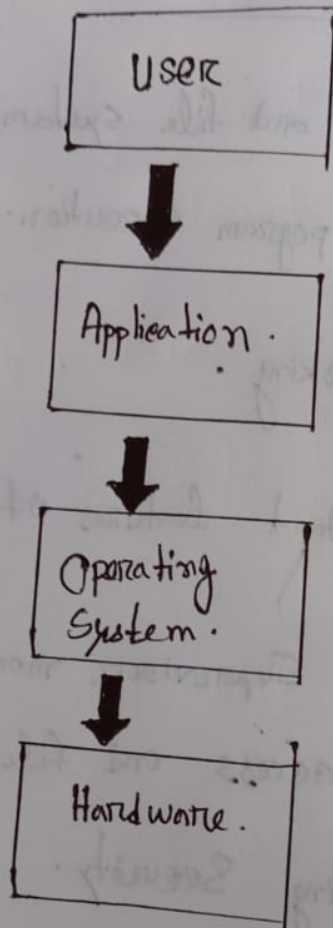 User
Application.
Operating
System.
Hardware.